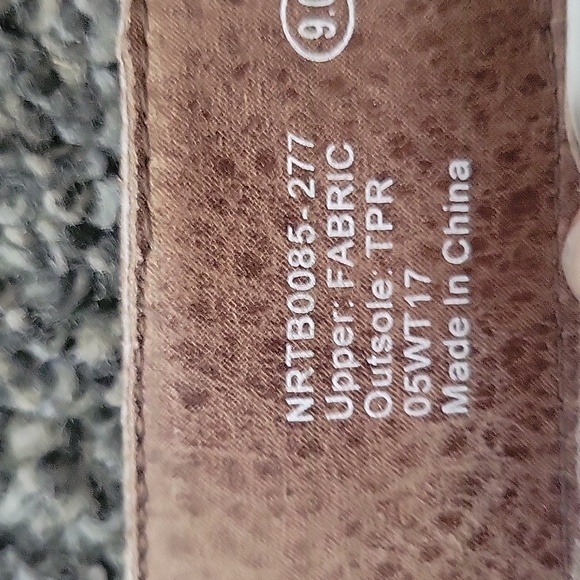 NRTB0085-277
Upper: FABRIC
Outsole: TPR
05WT17
Made In China